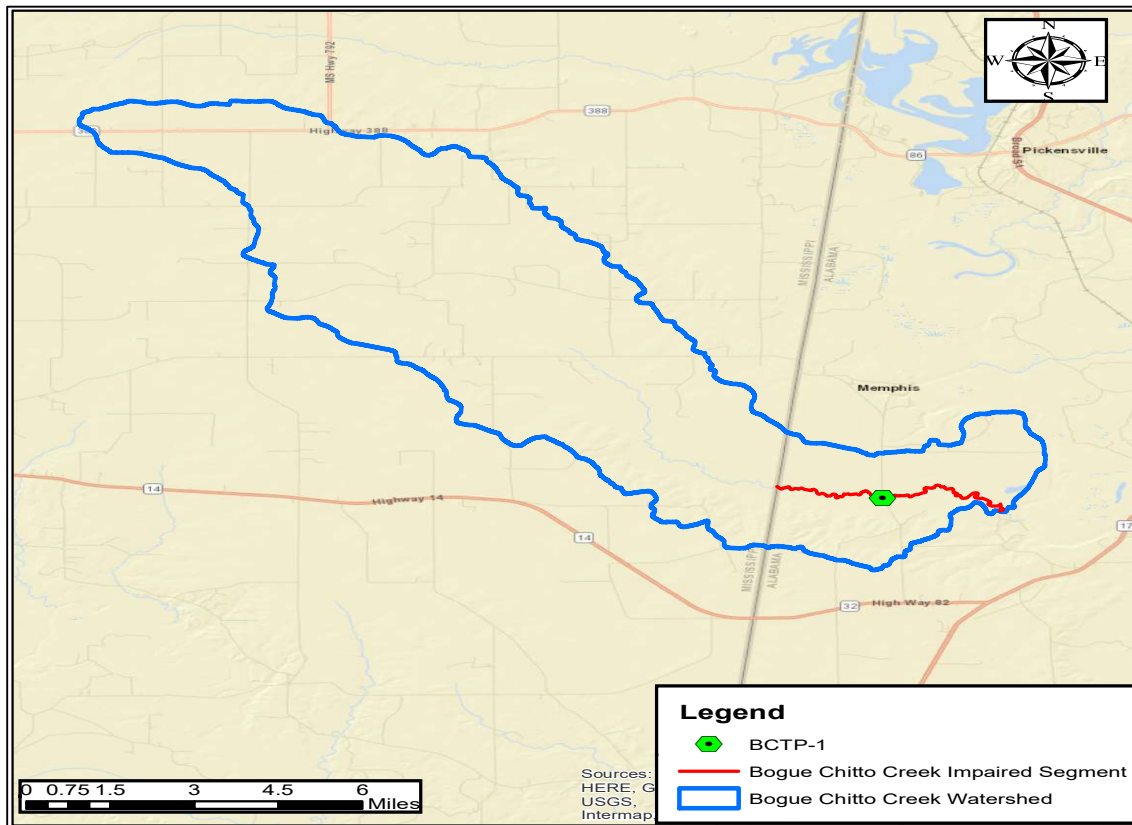 N
W E
S
MS Hwy 792
388
Highway 388
86
Broad St
Pickensville
MISSISSIPPI
ALABAMA
Memphis
14
Highway 14
14
17
MISSISSIPPI
ALABAMA
32
High Way 82
Legend
BCTP-1
Bogue Chitto Creek Impaired Segment
Bogue Chitto Creek Watershed
0 0.75 1.5 3 4.5 6
Miles
Sources:
HERE, G
USGS,
Intermap,